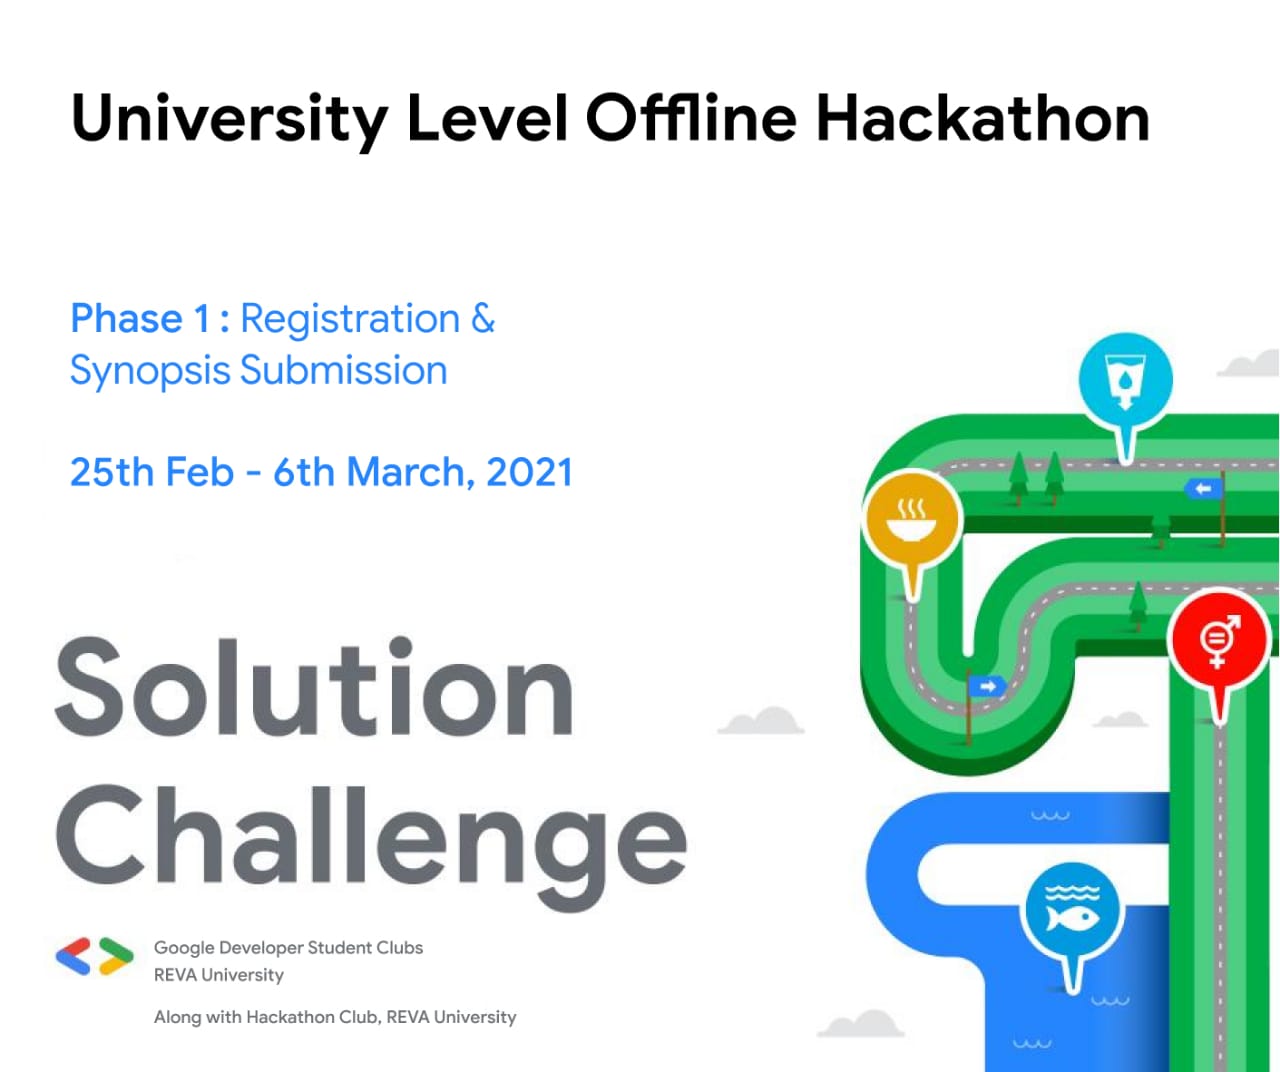 University Level Offline Hackathon
Phase 1 : Registration &
Synopsis Submission
25th Feb - 6th March, 2021
Solution
Challenge
Google Developer Student Clubs
REVA University
Along with Hackathon Club, REVA University